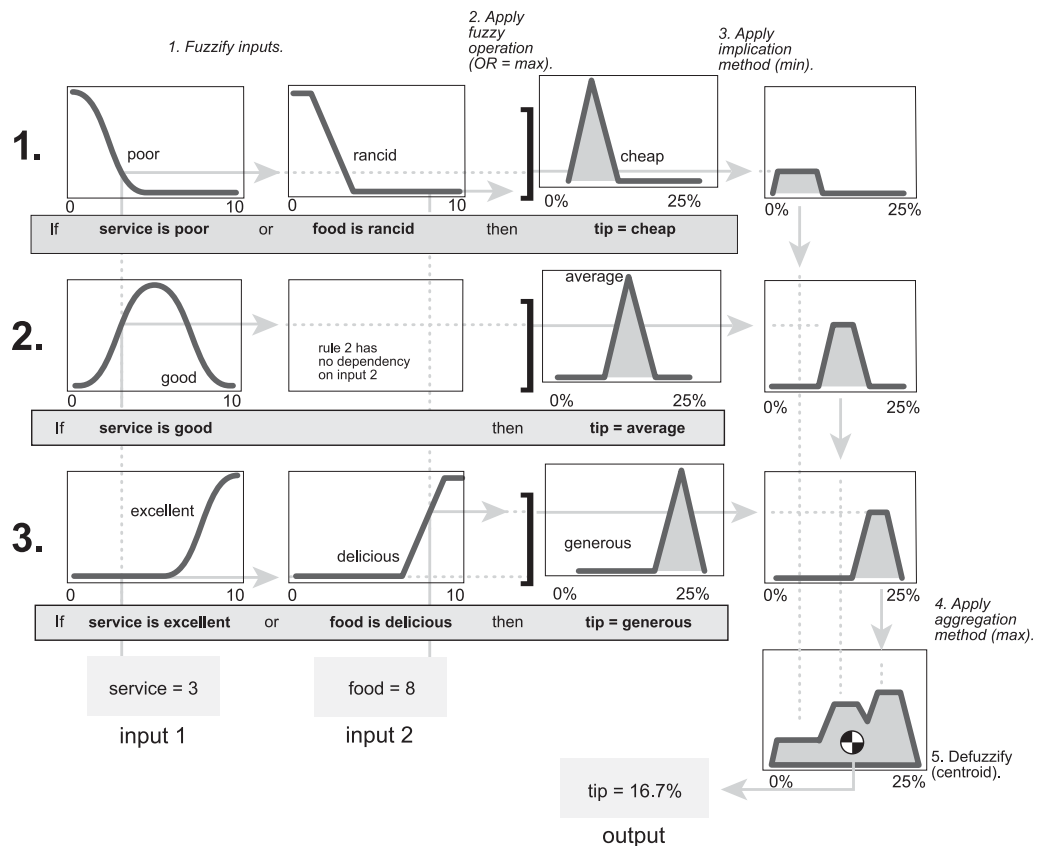 1. Fuzzify inputs.
2. Apply
fuzzy
operation
(OR = max).
3. Apply
implication
method (min).
1.
poor
0 10
rancid
0 10
cheap
0% 25%
0% 25%
If service is poor or food is rancid then tip = cheap
2.
good
0 10
rule 2 has
no dependency
on input 2
average
0% 25%
0% 25%
If service is good then tip = average
3.
excellent
0 10
delicious
0 10
generous
0% 25%
0% 25%
If service is excellent or food is delicious then tip = generous
4. Apply
aggregation
method (max).
service = 3
input 1
food = 8
input 2
0% 25%
5. Defuzzify
(centroid).
tip = 16.7%
output